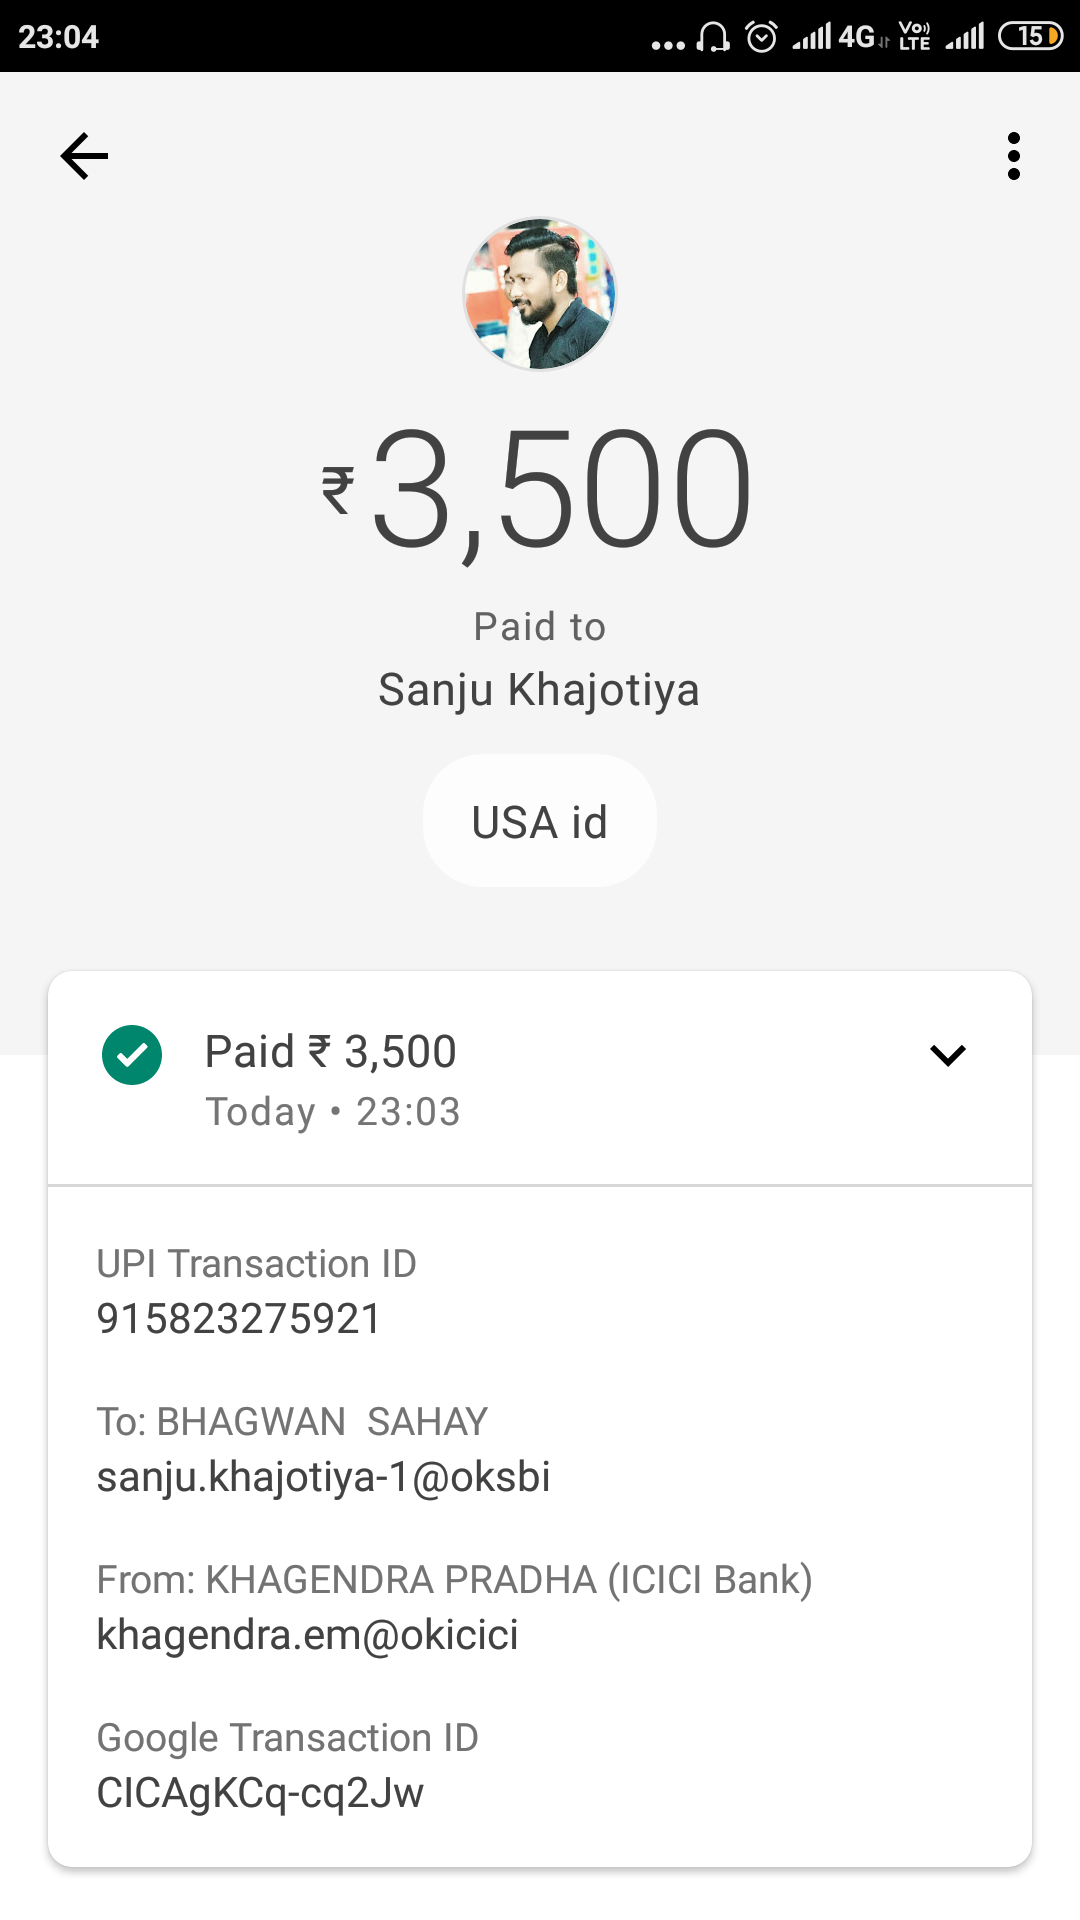 23:04
4G
Vo))
LTE
15
₹3,500
Paid to
Sanju Khajotiya
USA id
Paid ₹ 3,500
Today • 23:03
UPI Transaction ID
915823275921
To: BHAGWAN  SAHAY
sanju.khajotiya-1@oksbi
From: KHAGENDRA PRADHA (ICICI Bank)
khagendra.em@okicici
Google Transaction ID
CICAgKCq-cq2Jw